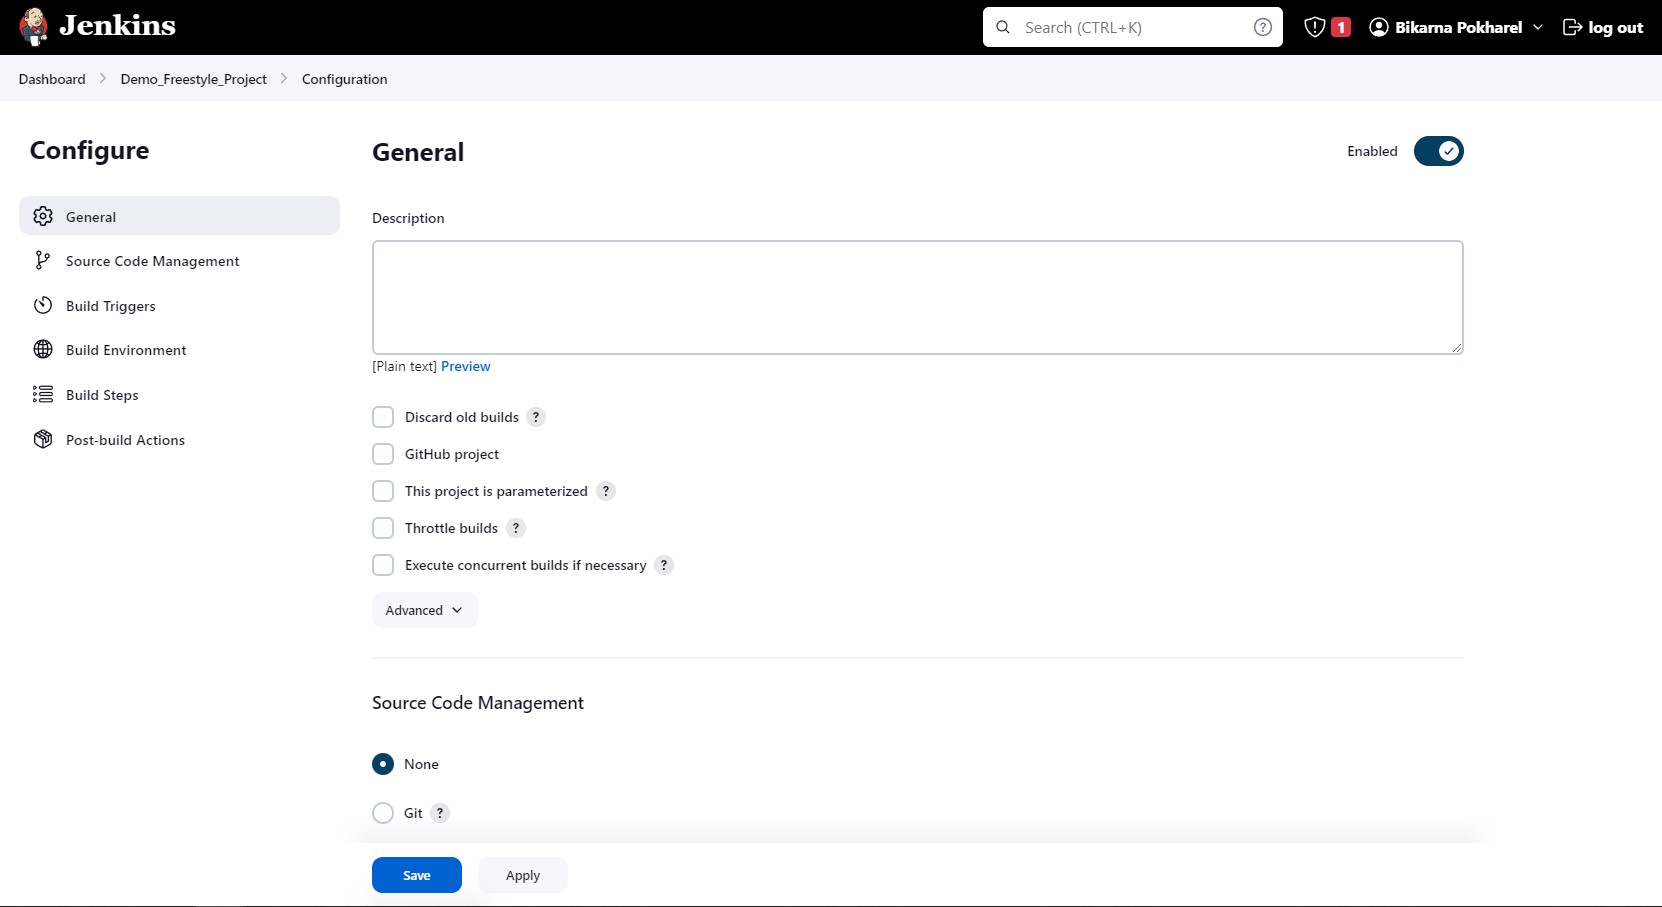 Jenkins
Search (CTRL+K)
?
1
Bikarna Pokharel
log out
Dashboard
Demo_Freestyle_Project
Configuration
Configure
General
Source Code Management
Build Triggers
Build Environment
Build Steps
Post-build Actions
General
Enabled
Description
[Plain text] Preview
Discard old builds ?
GitHub project
This project is parameterized ?
Throttle builds ?
Execute concurrent builds if necessary ?
Advanced
Source Code Management
None
Git ?
Save
Apply